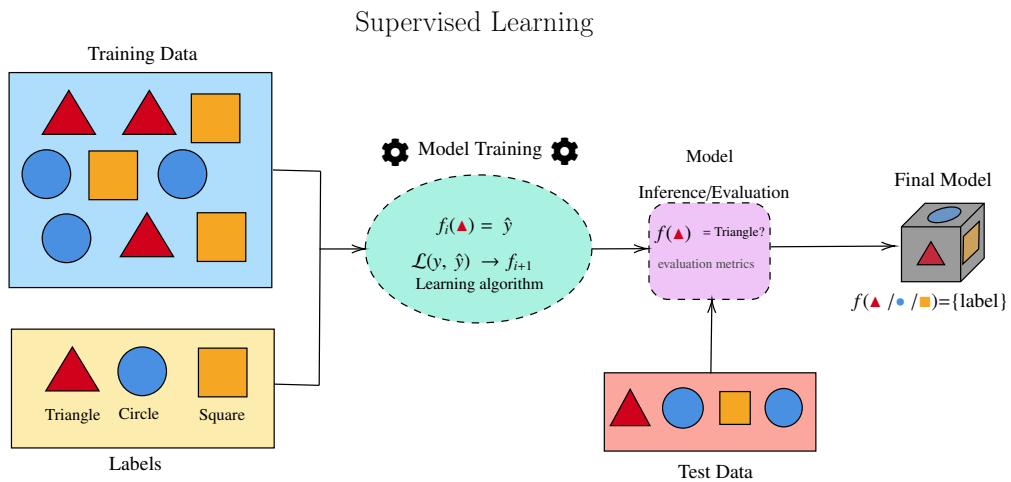 Supervised Learning
Training Data
Model Training
Model
Inference/Evaluation
Final Model
fᵢ(▲) = ŷ
f(▲) = Triangle?
ℒ(y, ŷ) → fᵢ₊₁
Learning algorithm
evaluation metrics
f(▲ /● /■)={label}
Triangle
Circle
Square
Labels
Test Data